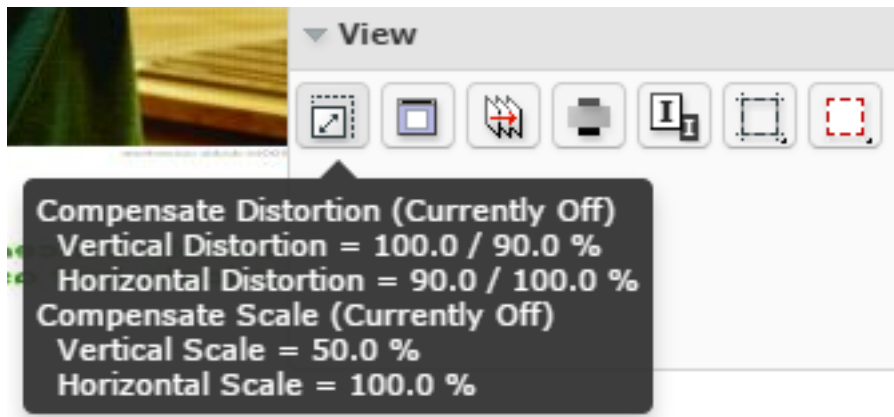 View
Compensate Distortion (Currently Off)
Vertical Distortion = 100.0 / 90.0 %
Horizontal Distortion = 90.0 / 100.0 %
Compensate Scale (Currently Off)
Vertical Scale = 50.0 %
Horizontal Scale = 100.0 %